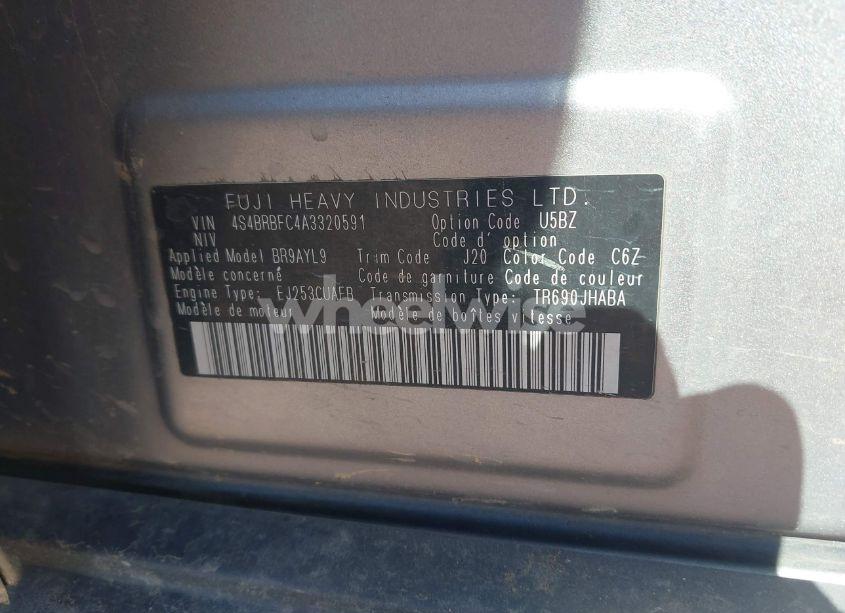 FUJI HEAVY INDUSTRIES LTD.
VIN 4S4BRBFC4A3320591 Option Code U5BZ
NIV Code d' option
Applied Model BR9AYL9 Trim Code J20 Color Code C6Z
Modèle concerné Code de garniture Code de couleur
Engine Type: EJ253CUAFB Transmission Type: TR690JHABA
Modèle de moteur Modèle de boîtes vitesse
wheelwise